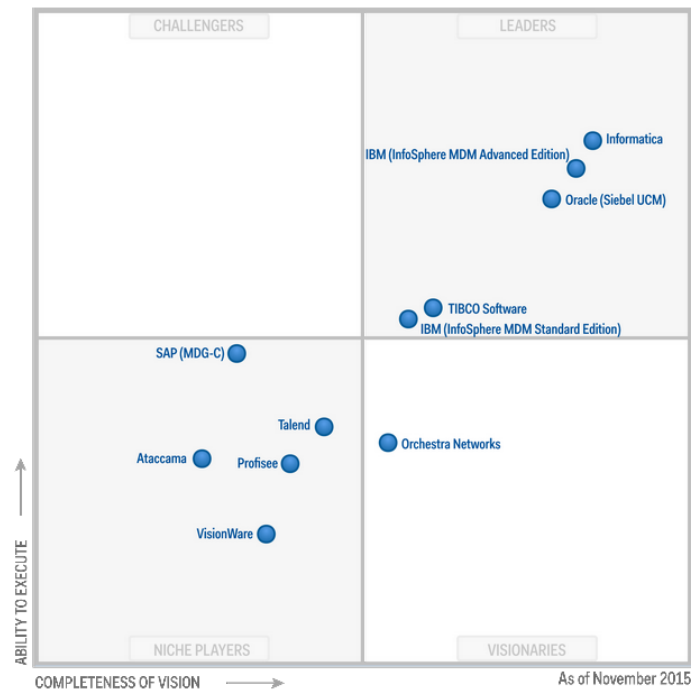 CHALLENGERS
LEADERS
Informatica
IBM (InfoSphere MDM Advanced Edition)
Oracle (Siebel UCM)
TIBCO Software
IBM (InfoSphere MDM Standard Edition)
SAP (MDG-C)
Talend
Orchestra Networks
Ataccama
Profisee
VisionWare
NICHE PLAYERS
VISIONARIES
ABILITY TO EXECUTE
COMPLETENESS OF VISION
As of November 2015